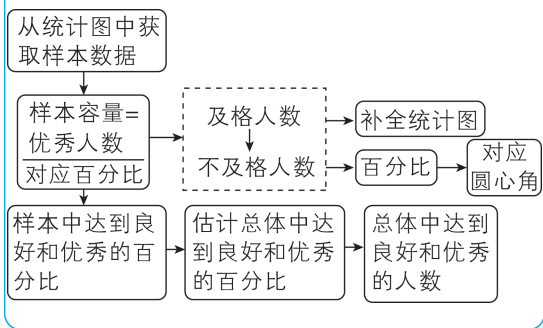 从统计图中获
取样本数据
样本容量=
优秀人数
对应百分比
及格人数
不及格人数
补全统计图
百分比
对应
圆心角
样本中达到良
好和优秀的百
分比
估计总体中达
到良好和优秀
的百分比
总体中达到
良好和优秀
的人数